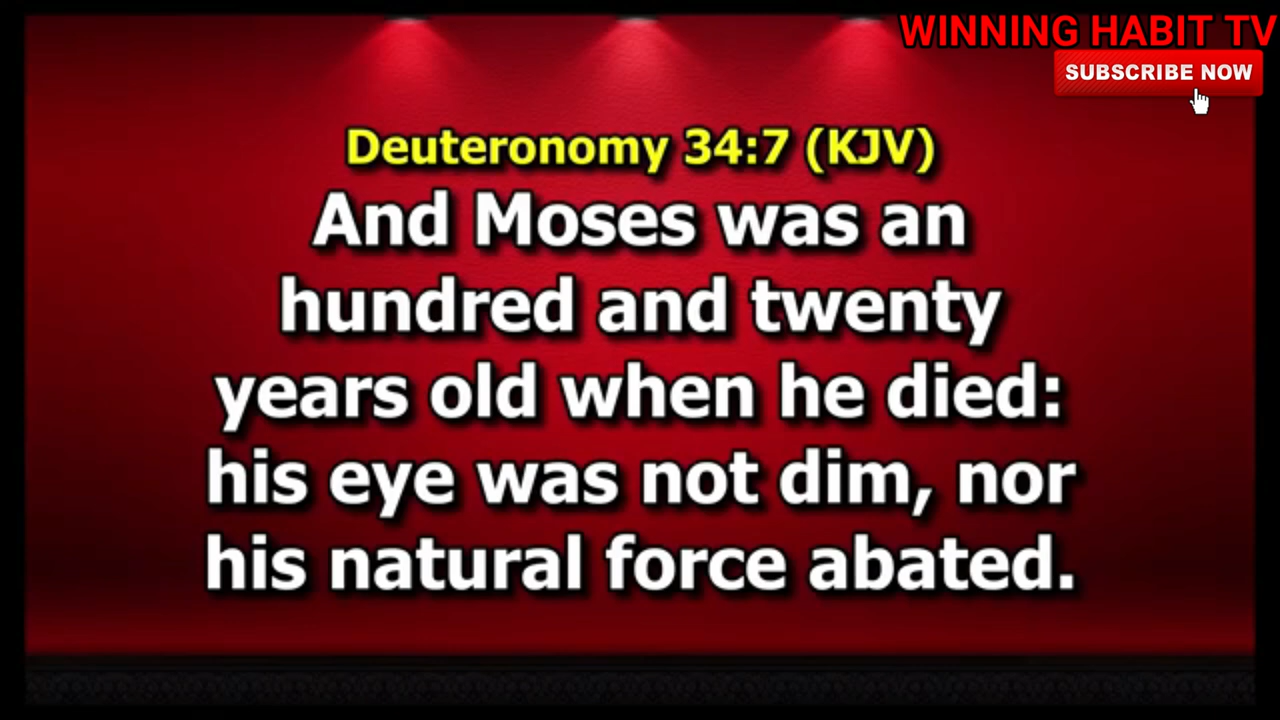 WINNING HABIT TV
SUBSCRIBE NOW
Deuteronomy 34:7 (KJV)
And Moses was an
hundred and twenty
years old when he died:
his eye was not dim, nor
his natural force abated.